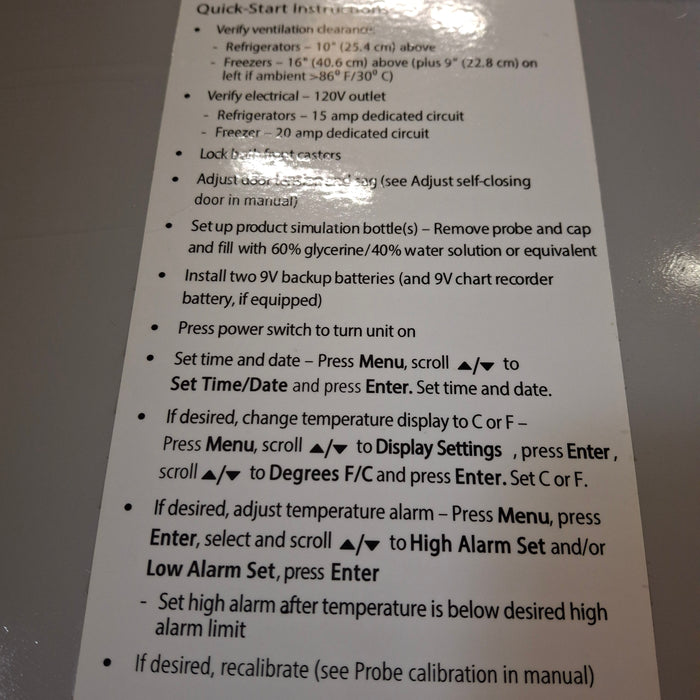 Quick-Start Instructions
• Verify ventilation clearance:
- Refrigerators – 10" (25.4 cm) above
- Freezers – 16" (40.6 cm) above (plus 9" (22.8 cm) on
left if ambient >86º F/30º C)
• Verify electrical – 120V outlet
- Refrigerators – 15 amp dedicated circuit
- Freezer – 20 amp dedicated circuit
• Lock both front casters
• Adjust door tension and sag (see Adjust self-closing
door in manual)
• Set up product simulation bottle(s) – Remove probe and cap
and fill with 60% glycerine/40% water solution or equivalent
• Install two 9V backup batteries (and 9V chart recorder
battery, if equipped)
• Press power switch to turn unit on
• Set time and date – Press Menu, scroll ▲/▼ to
Set Time/Date and press Enter. Set time and date.
• If desired, change temperature display to C or F –
Press Menu, scroll ▲/▼ to Display Settings , press Enter,
scroll ▲/▼ to Degrees F/C and press Enter. Set C or F.
• If desired, adjust temperature alarm – Press Menu, press
Enter, select and scroll ▲/▼ to High Alarm Set and/or
Low Alarm Set, press Enter
- Set high alarm after temperature is below desired high
alarm limit
• If desired, recalibrate (see Probe calibration in manual)